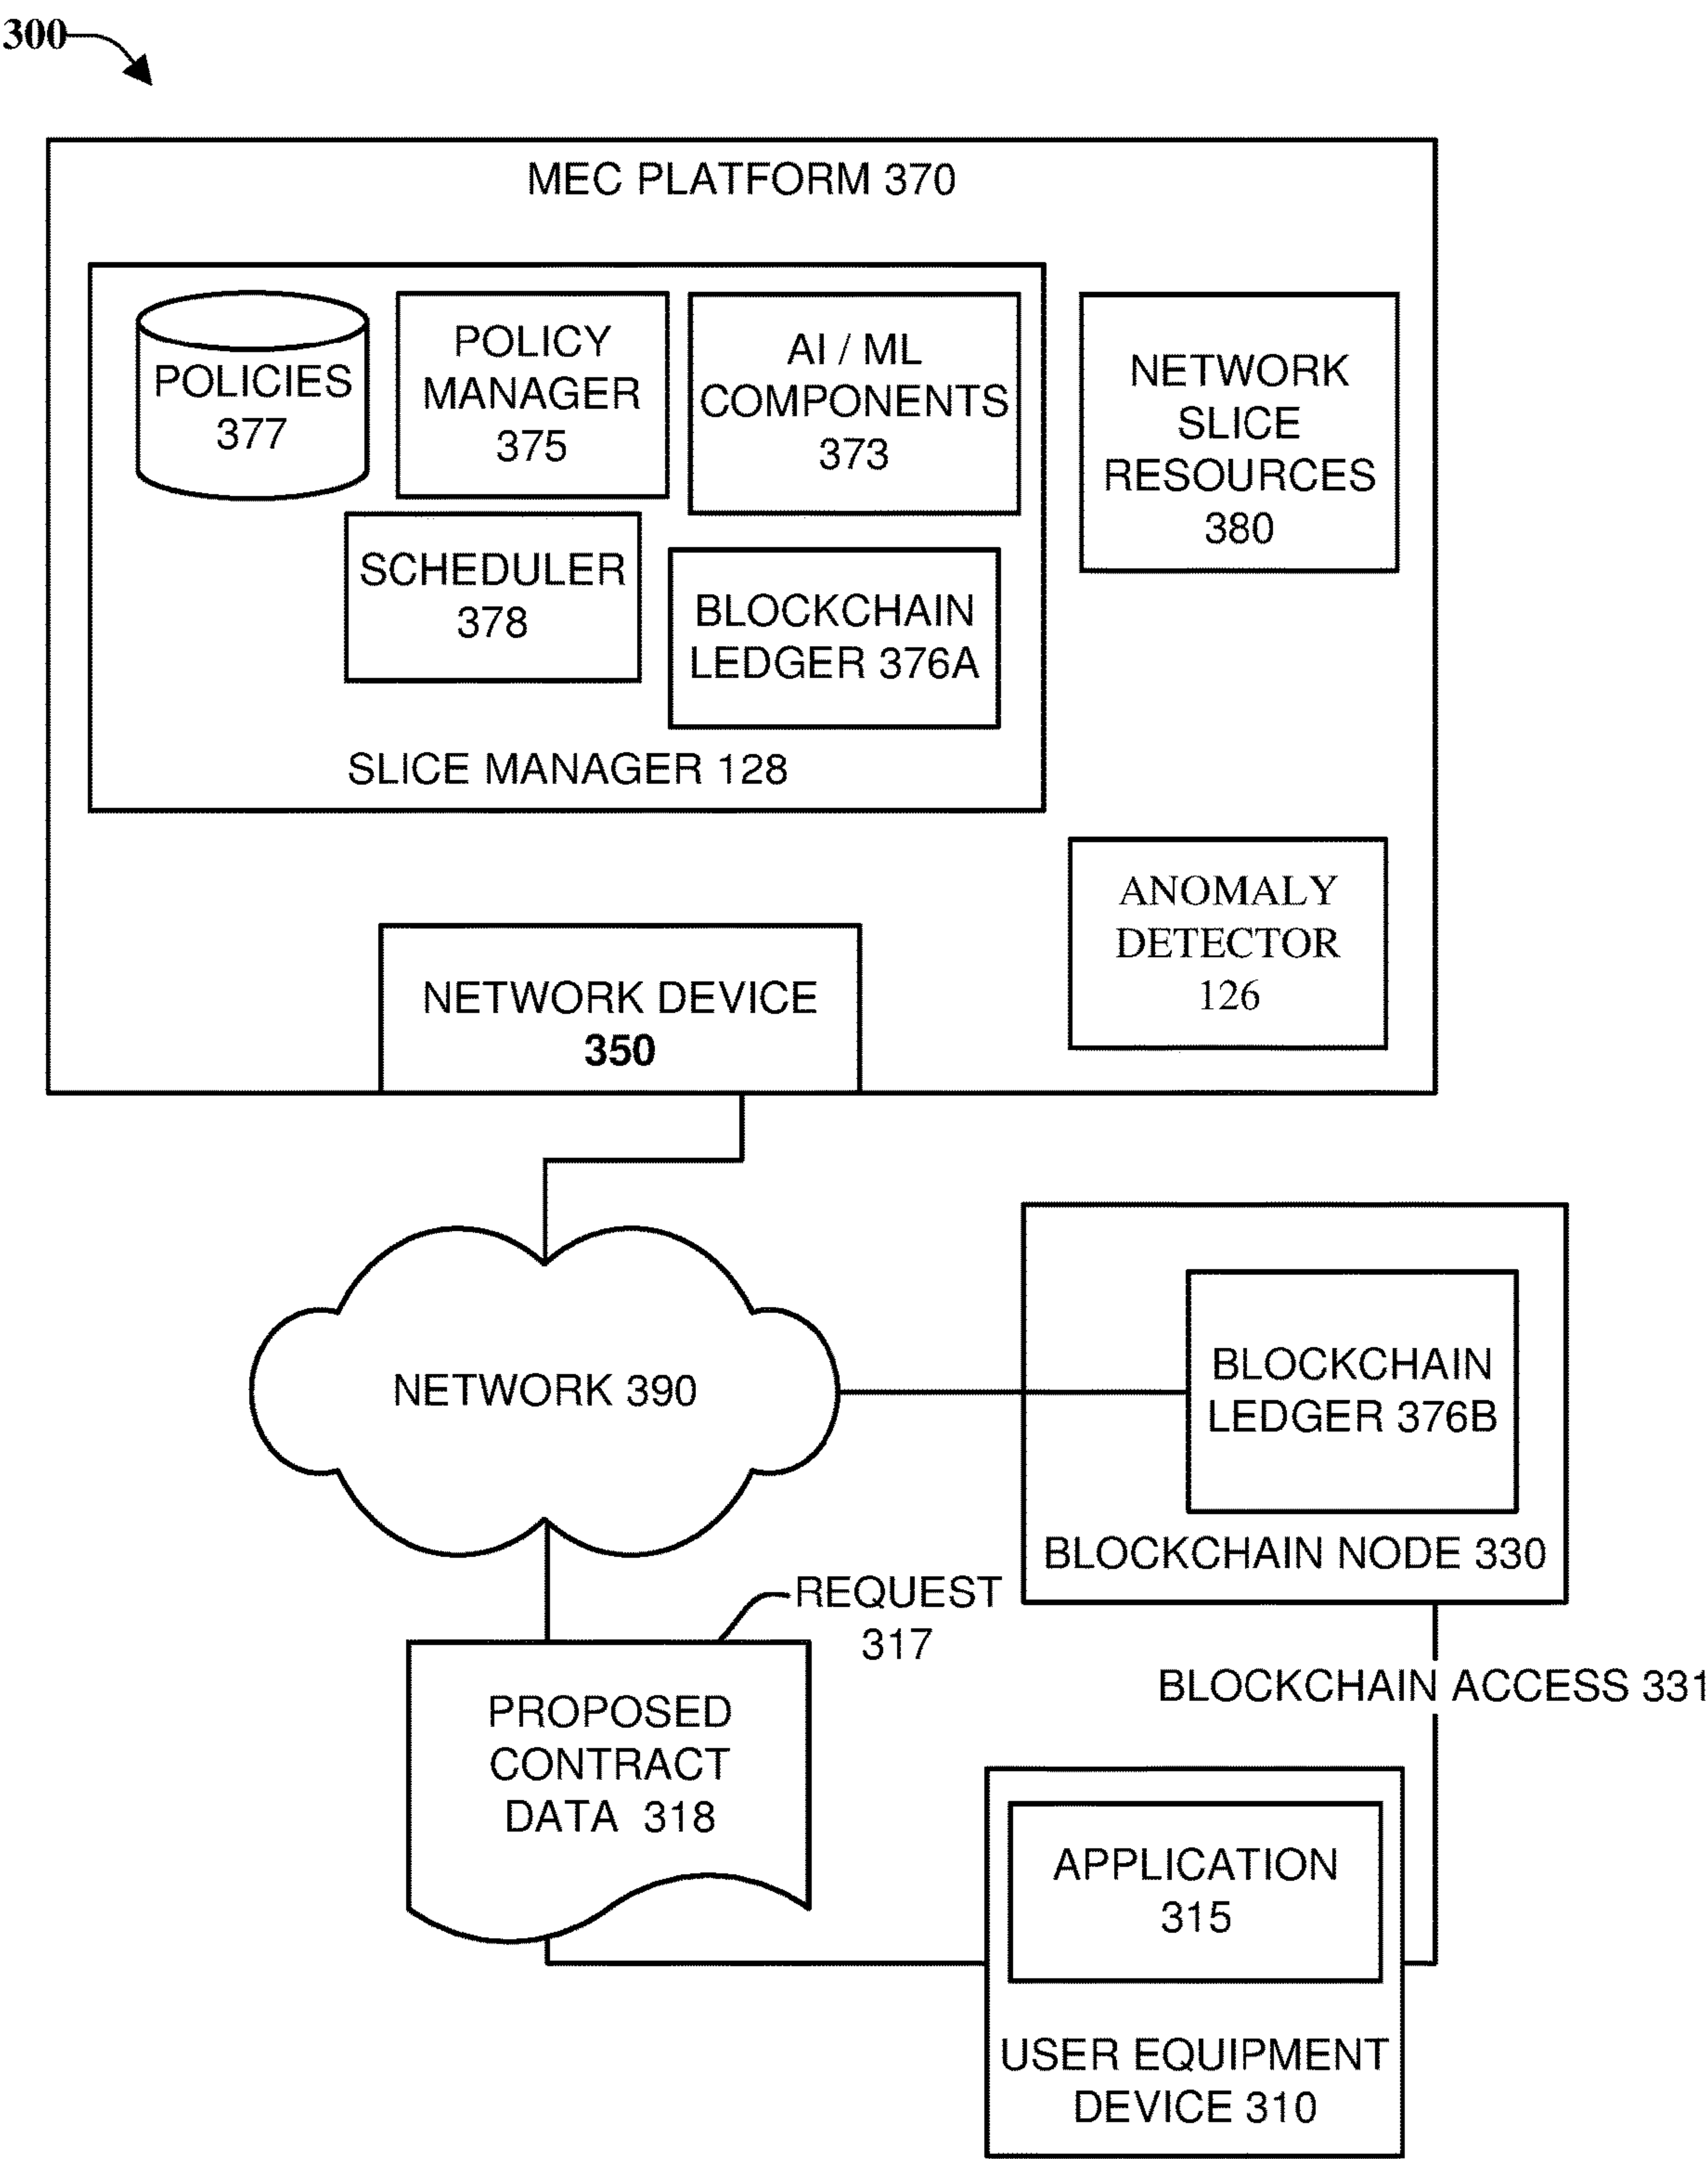 300
MEC PLATFORM 370
POLICIES
377
POLICY
MANAGER
375
AI / ML
COMPONENTS
373
NETWORK
SLICE
RESOURCES
380
SCHEDULER
378
BLOCKCHAIN
LEDGER 376A
SLICE MANAGER 128
ANOMALY
DETECTOR
126
NETWORK DEVICE
350
NETWORK 390
BLOCKCHAIN
LEDGER 376B
BLOCKCHAIN NODE 330
REQUEST
317
BLOCKCHAIN ACCESS 331
PROPOSED
CONTRACT
DATA 318
APPLICATION
315
USER EQUIPMENT
DEVICE 310